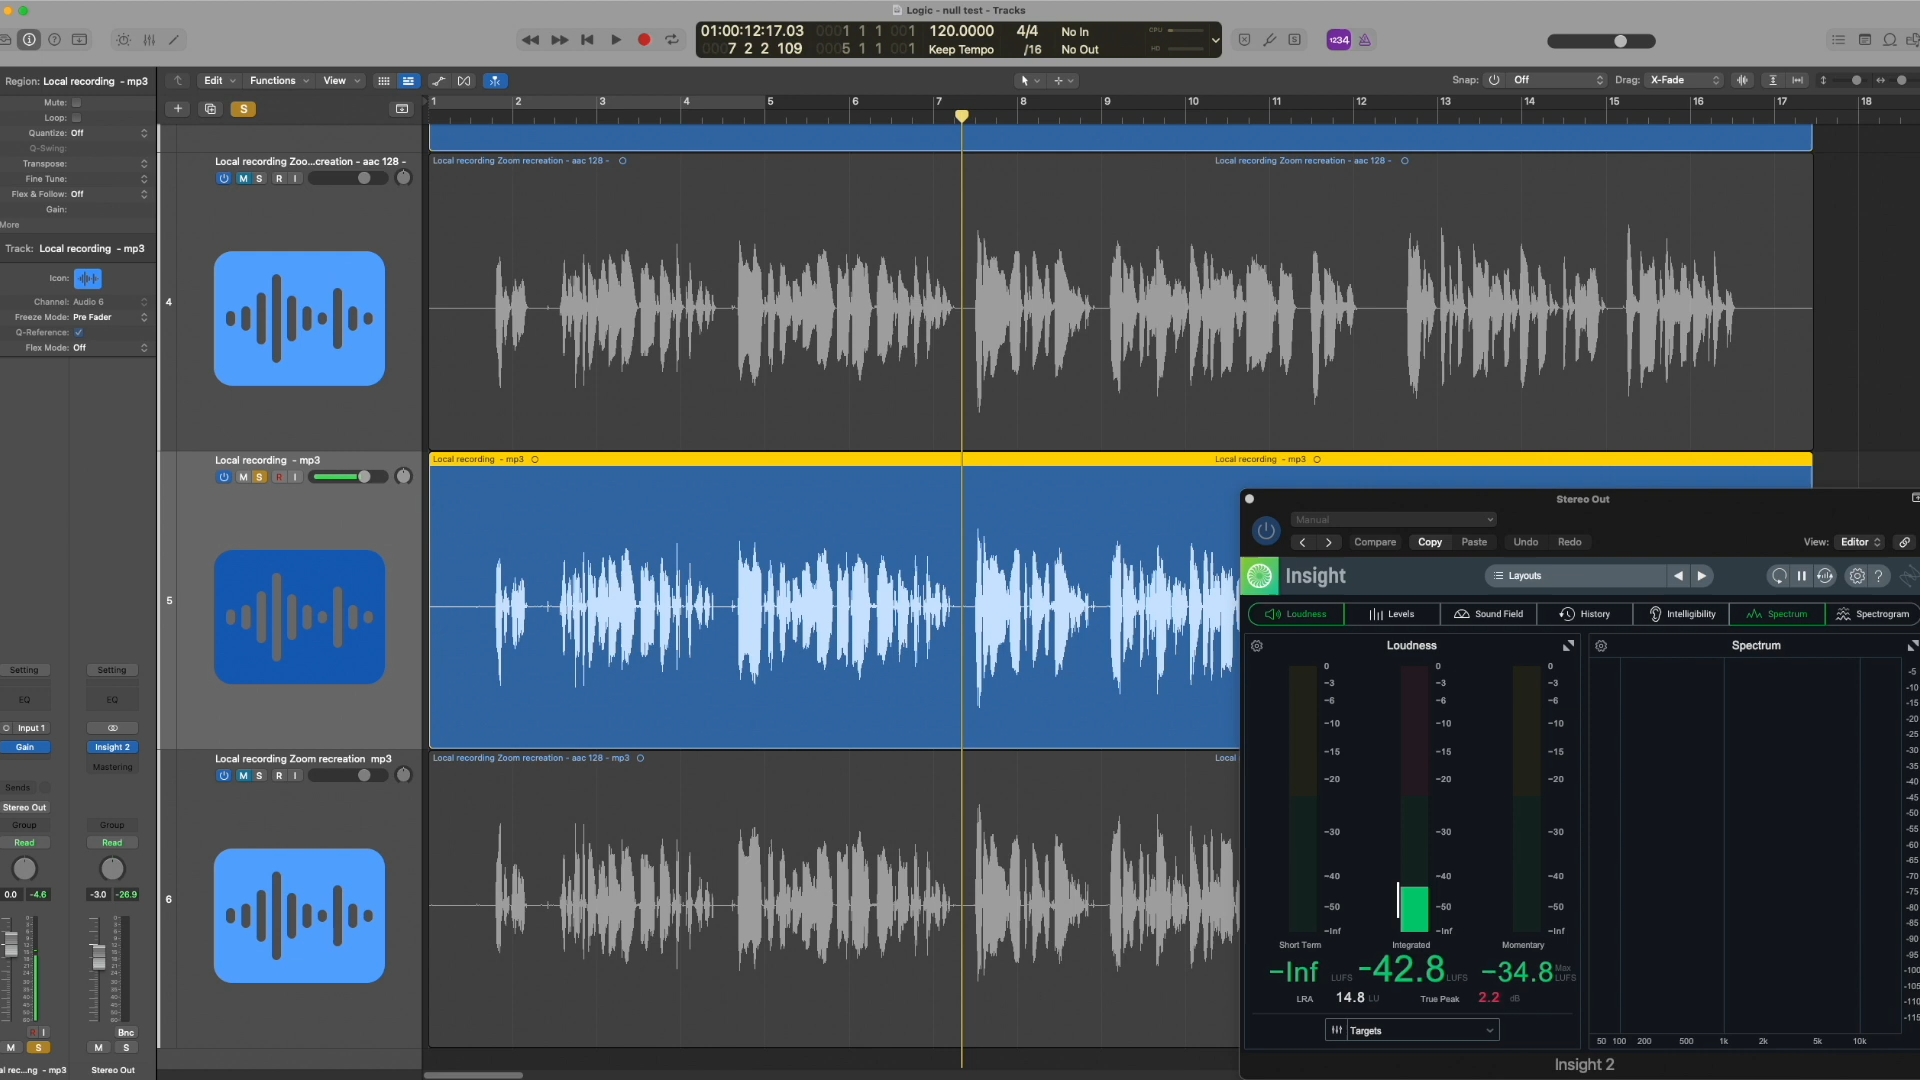 Logic - null test - Tracks
01:00:12:17.03
0001 1 1 001
120.0000
4/4
No In
CPU
0007 2 2 109
0005 1 1 001
Keep Tempo
/16
No Out
HD
1234
Region: Local recording - mp3
Edit
Functions
View
Snap:
Off
Drag:
X-Fade
Mute:
Loop:
Quantize: Off
Q-Swing:
Transpose:
Fine Tune:
Flex & Follow: Off
Gain:
More
Track: Local recording - mp3
Icon:
Channel: Audio 6
Freeze Mode: Pre Fader
Q-Reference:
Flex Mode: Off
S
1 2 3 4 5 6 7 8 9 10 11 12 13 14 15 16 17 18
4
Local recording Zoo...creation - aac 128 -
M S R I
Local recording Zoom recreation - aac 128 -
Local recording Zoom recreation - aac 128 -
5
Local recording - mp3
M S R I
Local recording - mp3
Local recording - mp3
6
Local recording Zoom recreation mp3
M S R I
Local recording Zoom recreation - aac 128 - mp3
Local
Setting
Setting
EQ
EQ
Input 1
Gain
Insight 2
Mastering
Sends
Stereo Out
Group
Group
Read
Read
0.0 -4.6
-3.0 -26.9
R I
Bnc
M S
M S
al rec...ng - mp3
Stereo Out
Stereo Out
Manual
Compare
Copy
Paste
Undo
Redo
View:
Editor
Insight
Layouts
?
Loudness
Levels
Sound Field
History
Intelligibility
Spectrum
Spectrogram
Loudness
Spectrum
0 0 0
-3 -3 -3
-6 -6 -6
-10 -10 -10
-15 -15 -15
-20 -20 -20
-30 -30 -30
-40 -40 -40
-50 -50 -50
-Inf -Inf -Inf
Short Term
Integrated
Momentary
-Inf LUFS
-42.8 LUFS
-34.8 Max LUFS
LRA 14.8 LU
True Peak 2.2 dB
Targets
-5
-10
-15
-20
-25
-30
-35
-40
-45
-50
-55
-60
-65
-70
-75
-80
-85
-90
-95
-100
-105
-110
-115
50 100 200 500 1k 2k 5k 10k
Insight 2